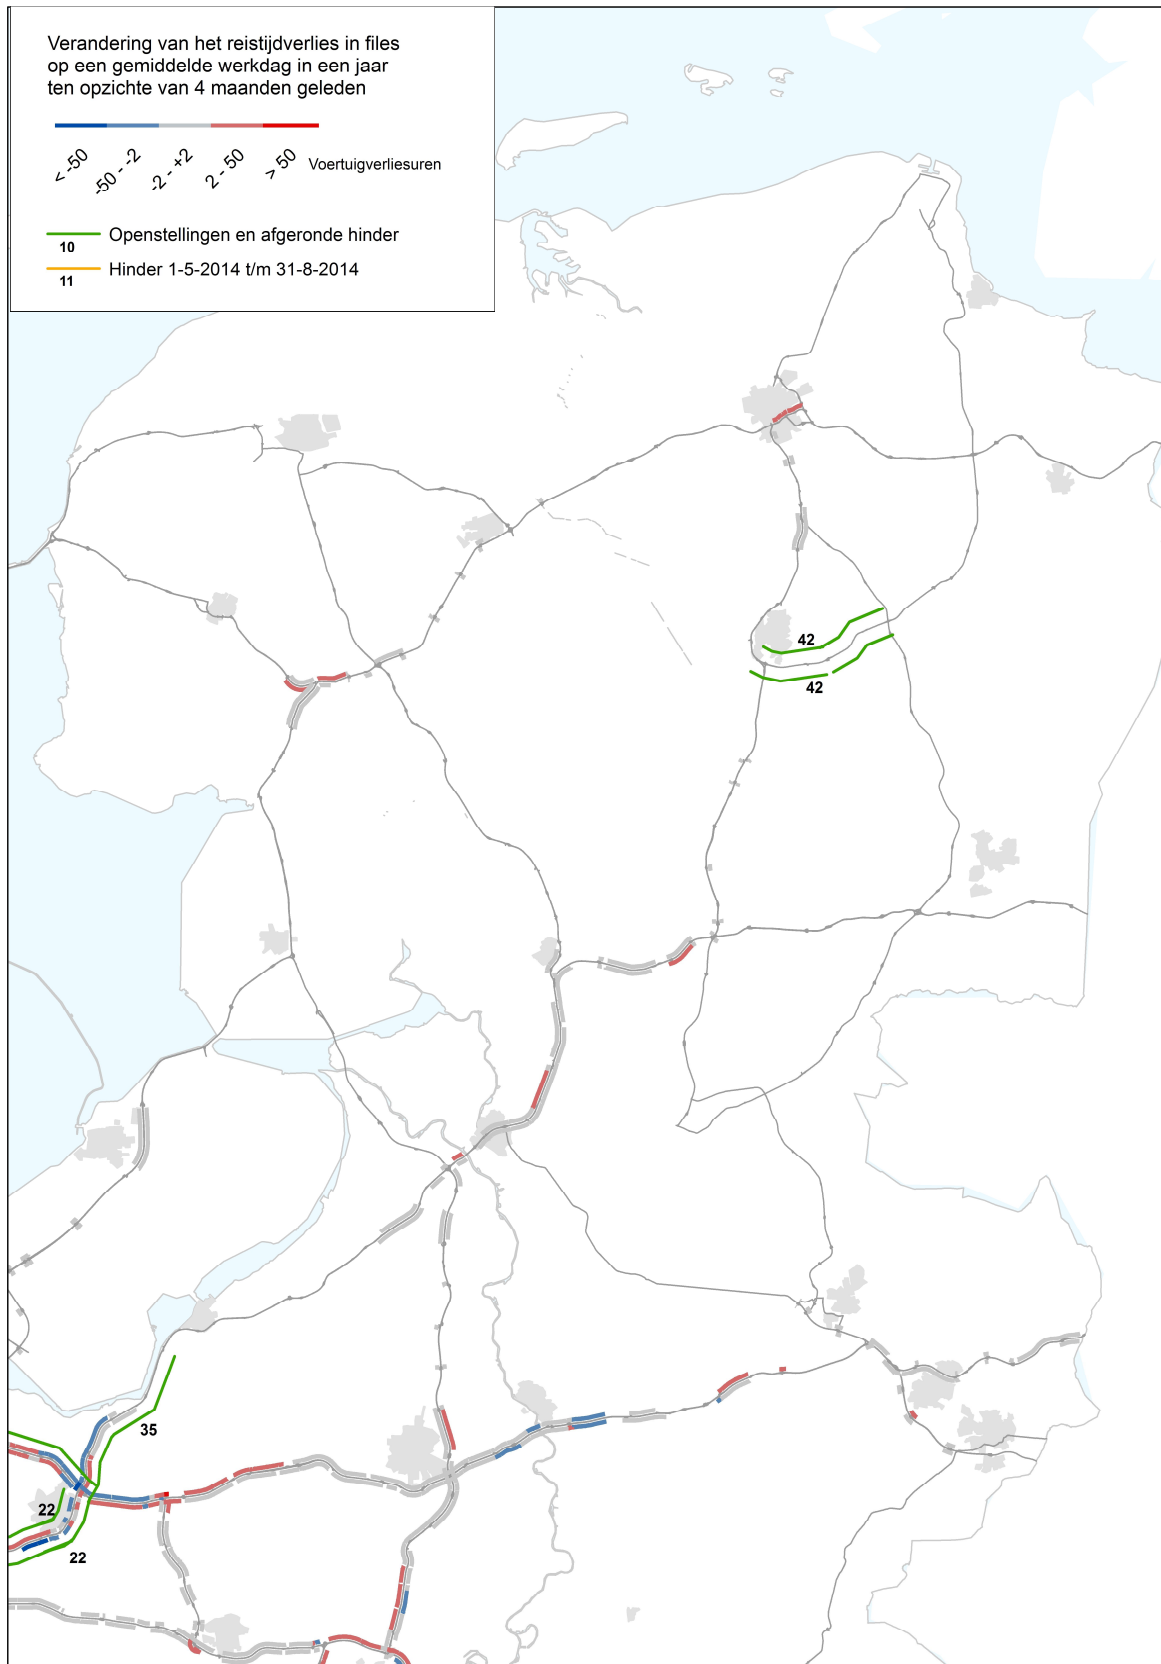 Verandering van het reistijdverlies in files
op een gemiddelde werkdag in een jaar
ten opzichte van 4 maanden geleden
< -50
-50 - -2
-2 - +2
2 - 50
> 50
Voertuigverliesuren
10 Openstellingen en afgeronde hinder
11 Hinder 1-5-2014 t/m 31-8-2014
42
42
35
22
22